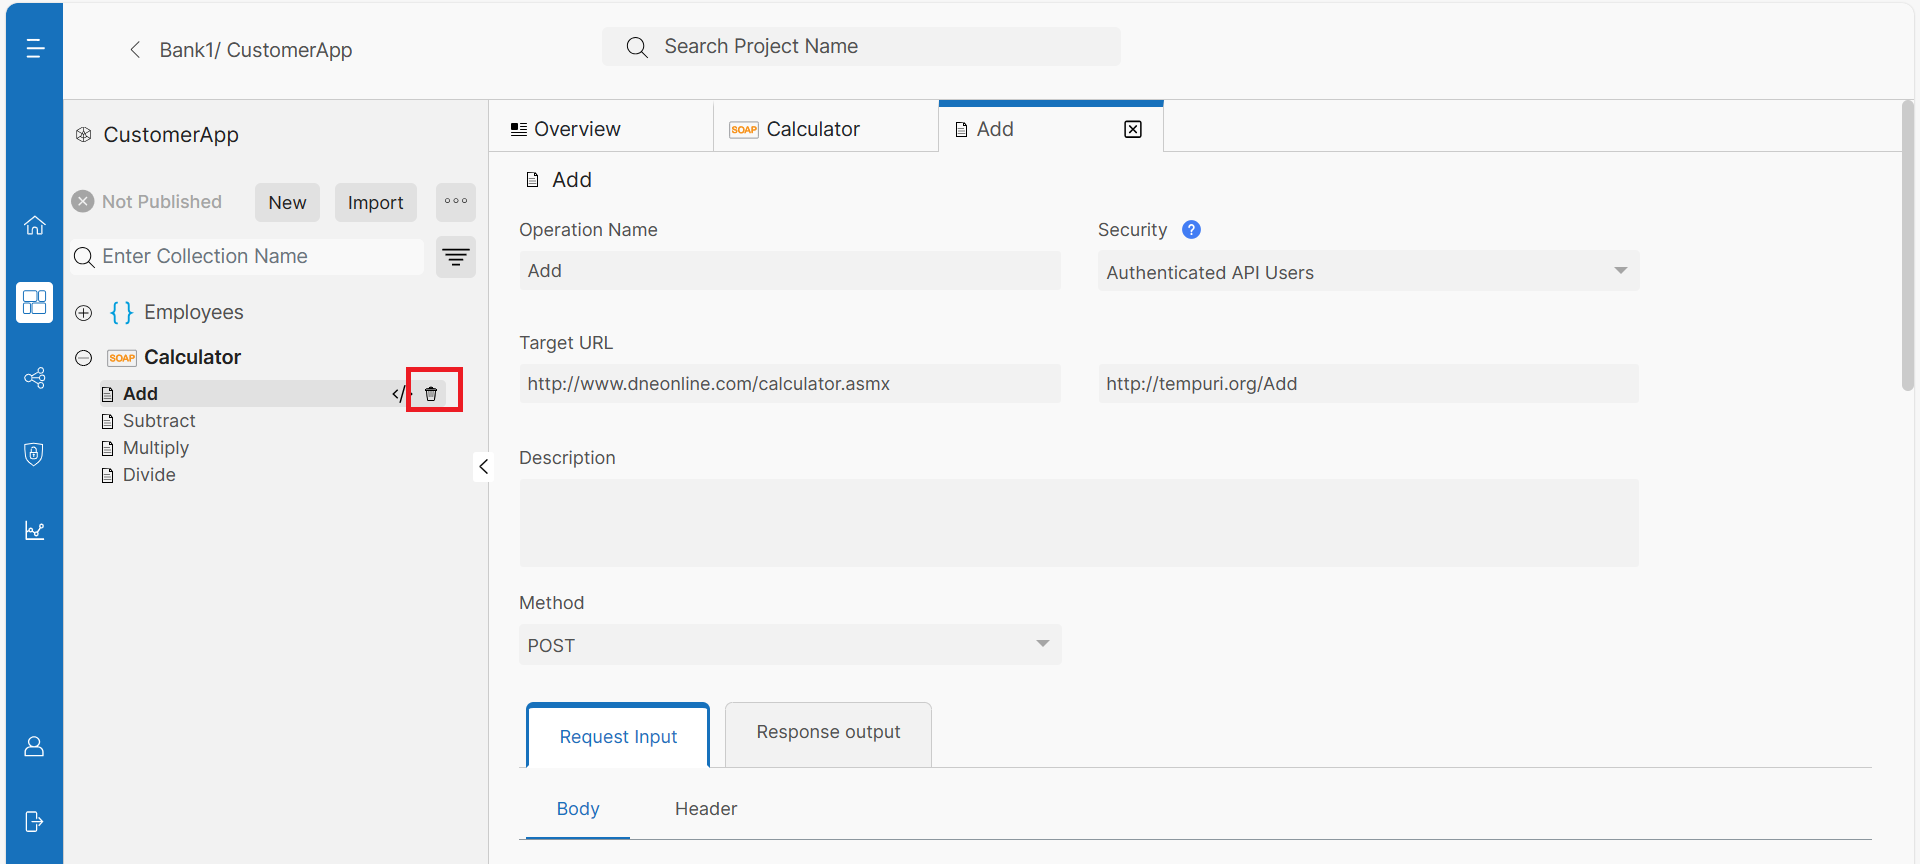 Bank1/ CustomerApp
Search Project Name
CustomerApp
Not Published
New
Import
Enter Collection Name
{ } Employees
SOAP Calculator
Add </>
Subtract
Multiply
Divide
Overview
SOAP Calculator
Add
Add
Operation Name
Add
Security ?
Authenticated API Users
Target URL
http://www.dneonline.com/calculator.asmx
http://tempuri.org/Add
Description
Method
POST
Request Input
Response output
Body
Header